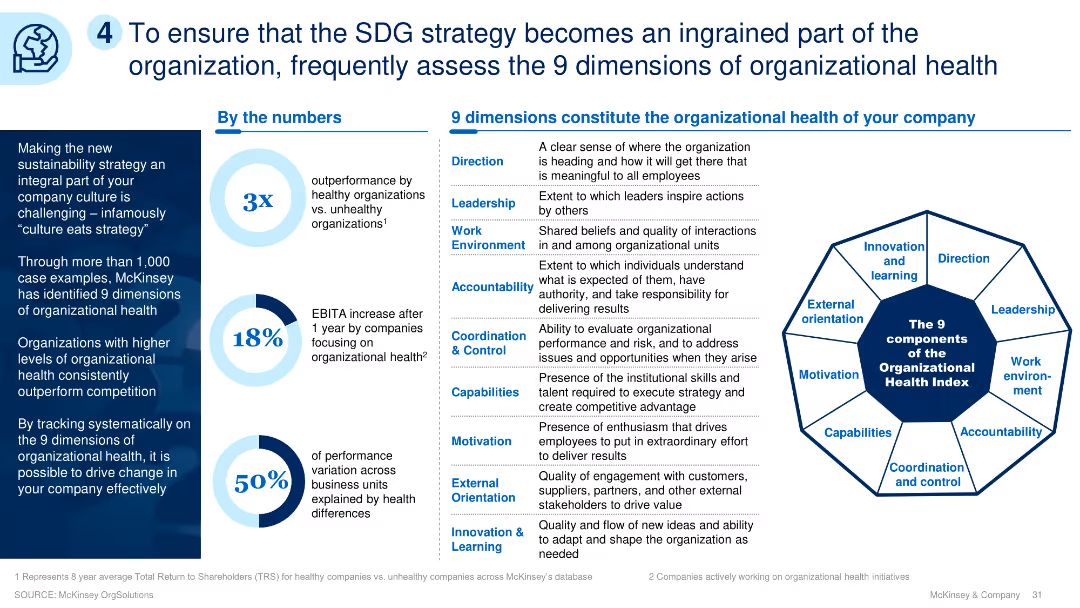 4 To ensure that the SDG strategy becomes an ingrained part of the
organization, frequently assess the 9 dimensions of organizational health
Making the new
sustainability strategy an
integral part of your
company culture is
challenging – infamously
“culture eats strategy”
Through more than 1,000
case examples, McKinsey
has identified 9 dimensions
of organizational health
Organizations with higher
levels of organizational
health consistently
outperform competition
By tracking systematically on
the 9 dimensions of
organizational health, it is
possible to drive change in
your company effectively
By the numbers
3x
outperformance by
healthy organizations
vs. unhealthy
organizations1
18%
EBITA increase after
1 year by companies
focusing on
organizational health2
50%
of performance
variation across
business units
explained by health
differences
9 dimensions constitute the organizational health of your company
Direction
A clear sense of where the organization
is heading and how it will get there that
is meaningful to all employees
Leadership
Extent to which leaders inspire actions
by others
Work
Environment
Shared beliefs and quality of interactions
in and among organizational units
Accountability
Extent to which individuals understand
what is expected of them, have
authority, and take responsibility for
delivering results
Coordination
& Control
Ability to evaluate organizational
performance and risk, and to address
issues and opportunities when they arise
Capabilities
Presence of the institutional skills and
talent required to execute strategy and
create competitive advantage
Motivation
Presence of enthusiasm that drives
employees to put in extraordinary effort
to deliver results
External
Orientation
Quality of engagement with customers,
suppliers, partners, and other external
stakeholders to drive value
Innovation &
Learning
Quality and flow of new ideas and ability
to adapt and shape the organization as
needed
Innovation
and
learning
Direction
Leadership
Work
environ-
ment
Accountability
Coordination
and control
Capabilities
Motivation
External
orientation
The 9
components
of the
Organizational
Health Index
1 Represents 8 year average Total Return to Shareholders (TRS) for healthy companies vs. unhealthy companies across McKinsey's database
2 Companies actively working on organizational health initiatives
SOURCE: McKinsey OrgSolutions
McKinsey & Company 31